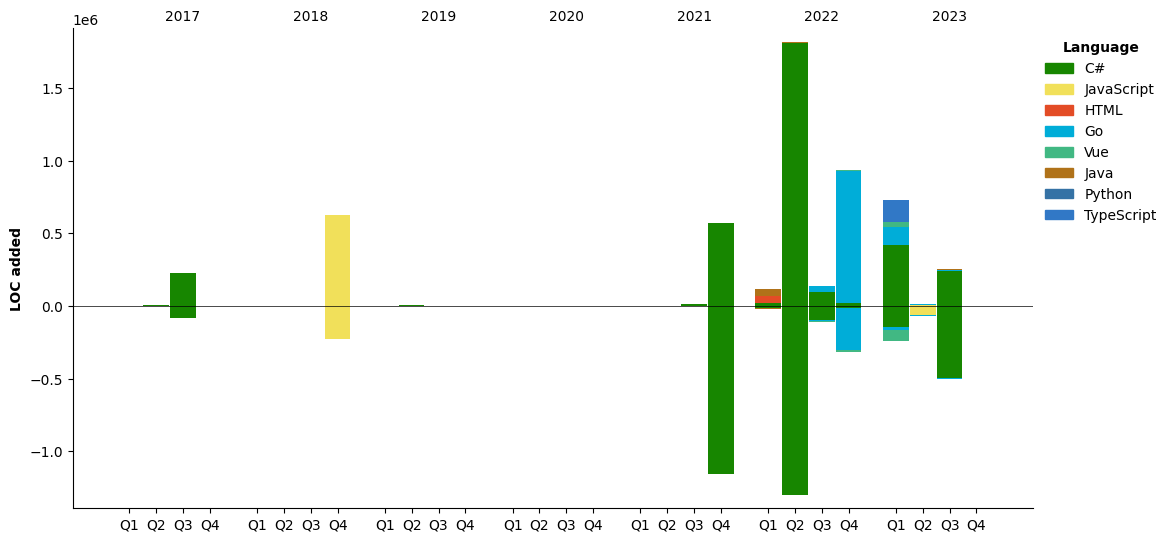 1e6
2017 2018 2019 2020 2021 2022 2023
Language
C#
JavaScript
HTML
Go
Vue
Java
Python
TypeScript
LOC added
1.5
1.0
0.5
0.0
−0.5
−1.0
Q1 Q2 Q3 Q4 Q1 Q2 Q3 Q4 Q1 Q2 Q3 Q4 Q1 Q2 Q3 Q4 Q1 Q2 Q3 Q4 Q1 Q2 Q3 Q4 Q1 Q2 Q3 Q4